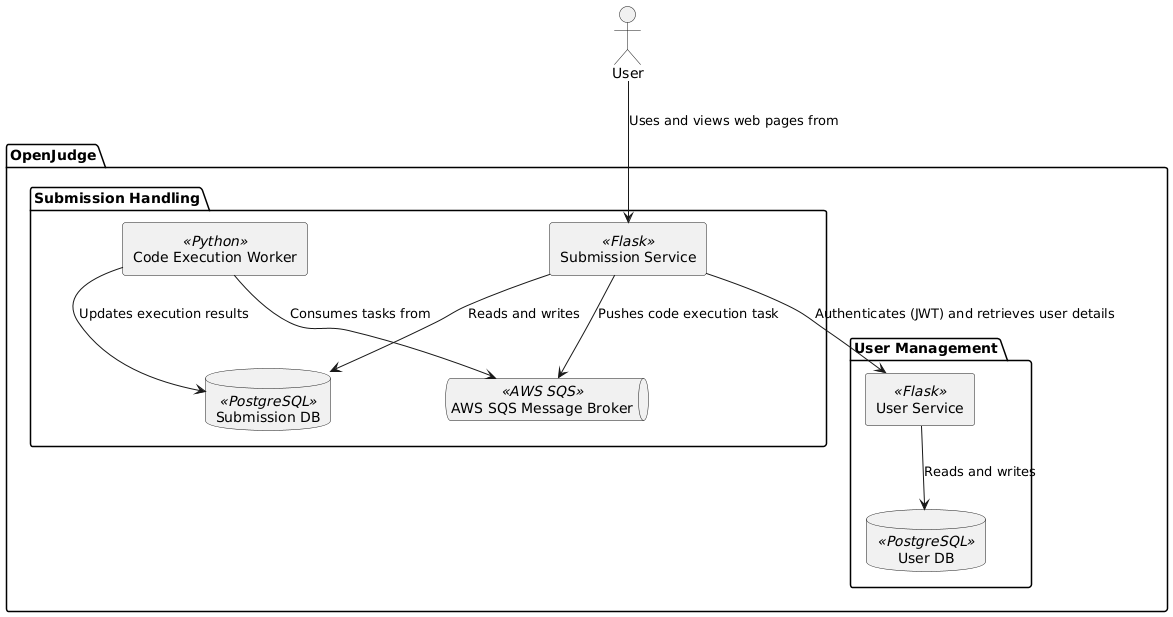 User
Uses and views web pages from
OpenJudge
Submission Handling
«Python»
Code Execution Worker
«Flask»
Submission Service
Updates execution results
Consumes tasks from
Reads and writes
Pushes code execution task
Authenticates (JWT) and retrieves user details
User Management
«PostgreSQL»
Submission DB
«AWS SQS»
AWS SQS Message Broker
«Flask»
User Service
Reads and writes
«PostgreSQL»
User DB